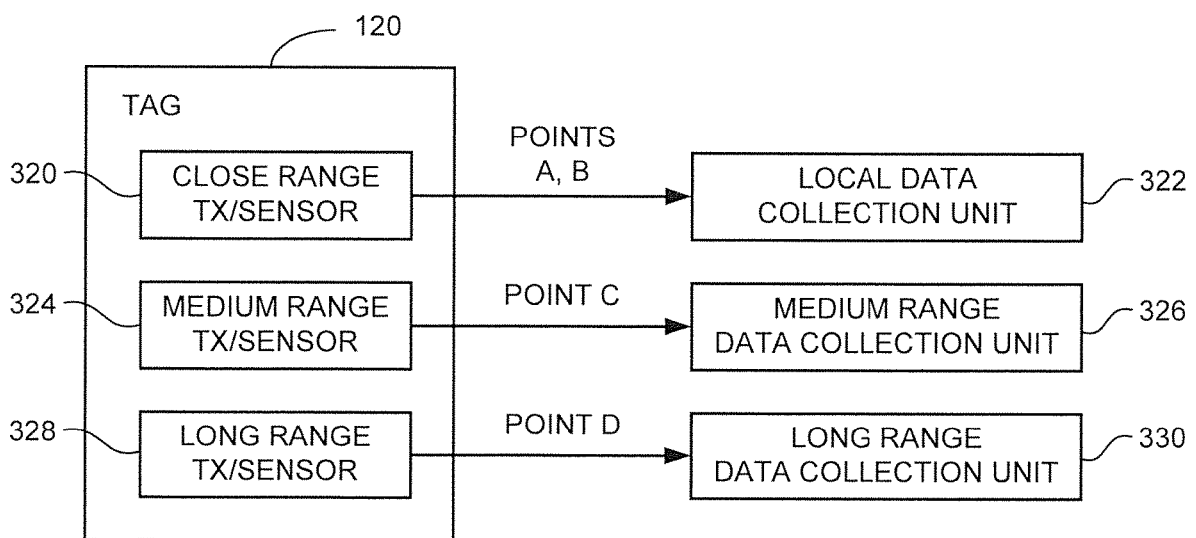 120
TAG
POINTS
A, B
320
CLOSE RANGE
TX/SENSOR
LOCAL DATA
COLLECTION UNIT
322
324
MEDIUM RANGE
TX/SENSOR
POINT C
MEDIUM RANGE
DATA COLLECTION UNIT
326
328
LONG RANGE
TX/SENSOR
POINT D
LONG RANGE
DATA COLLECTION UNIT
330